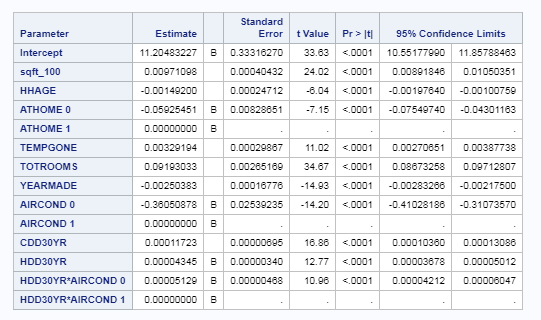 Parameter Estimate Standard Error t Value Pr > |t| 95% Confidence Limits
Intercept 11.20483227 B 0.33316270 33.63 <.0001 10.55177990 11.85788463
sqft_100 0.00971098 0.00040432 24.02 <.0001 0.00891846 0.01050351
HHAGE -0.00149200 0.00024712 -6.04 <.0001 -0.00197640 -0.00100759
ATHOME 0 -0.05925451 B 0.00828651 -7.15 <.0001 -0.07549740 -0.04301163
ATHOME 1 0.00000000 B . . . . .
TEMPGONE 0.00329194 0.00029867 11.02 <.0001 0.00270651 0.00387738
TOTROOMS 0.09193033 0.00265169 34.67 <.0001 0.08673258 0.09712807
YEARMADE -0.00250383 0.00016776 -14.93 <.0001 -0.00283266 -0.00217500
AIRCOND 0 -0.36050878 B 0.02539235 -14.20 <.0001 -0.41028186 -0.31073570
AIRCOND 1 0.00000000 B . . . . .
CDD30YR 0.00011723 0.00000695 16.86 <.0001 0.00010360 0.00013086
HDD30YR 0.00004345 B 0.00000340 12.77 <.0001 0.00003678 0.00005012
HDD30YR*AIRCOND 0 0.00005129 B 0.00000468 10.96 <.0001 0.00004212 0.00006047
HDD30YR*AIRCOND 1 0.00000000 B . . . . .